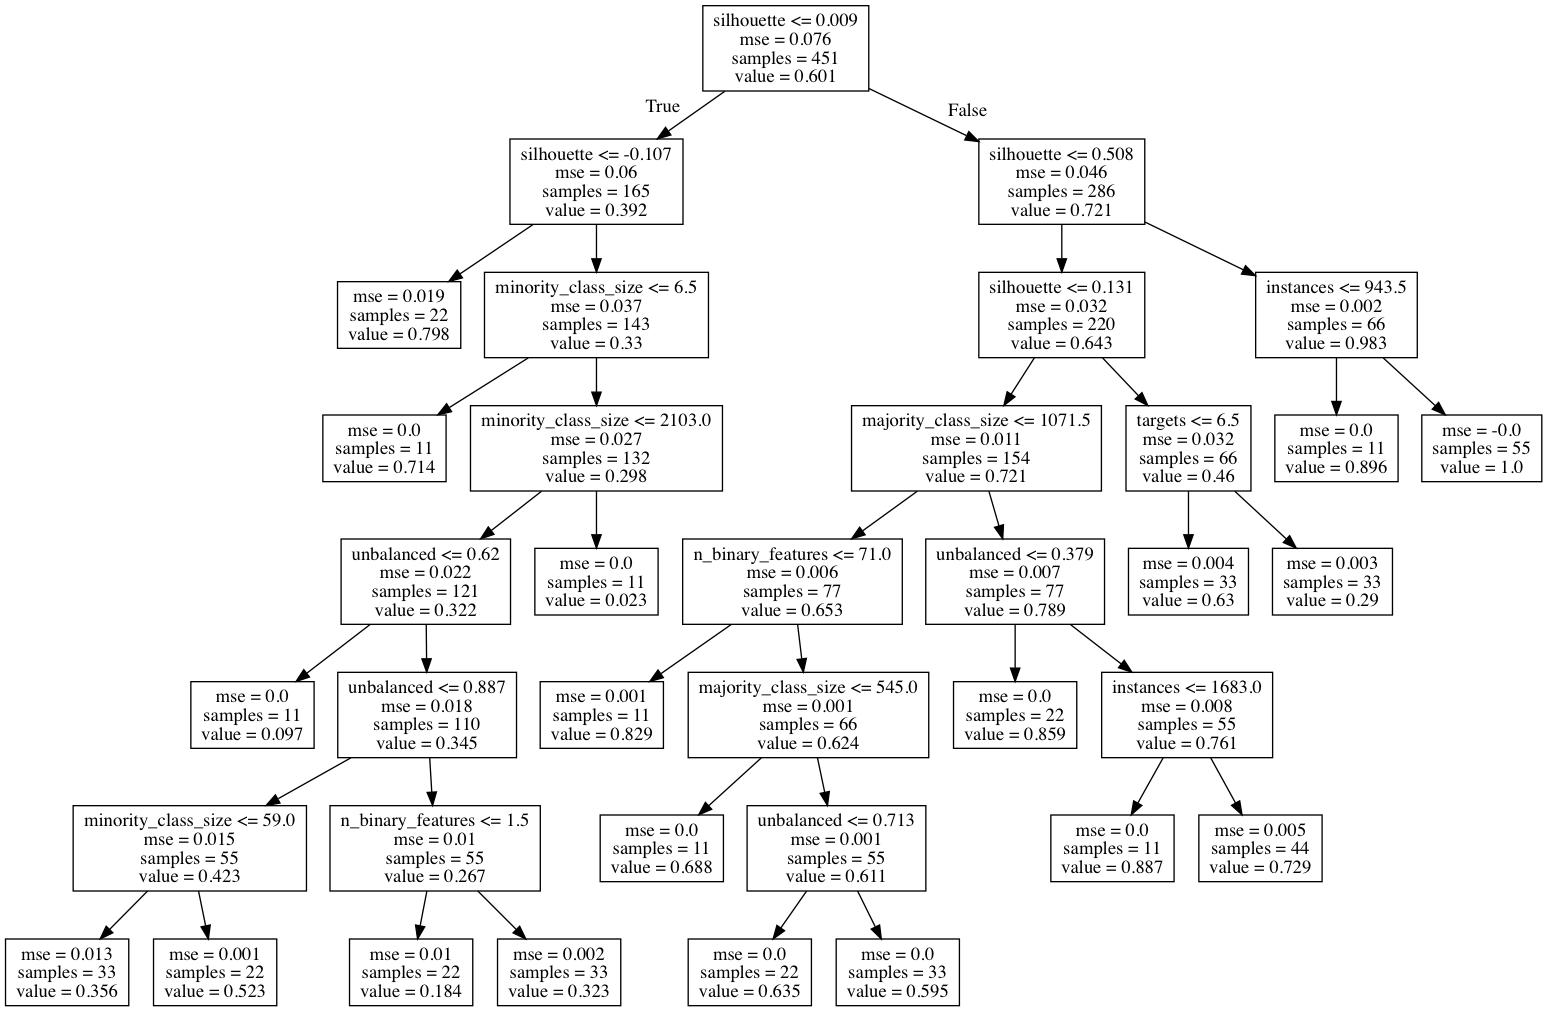 silhouette <= 0.009
mse = 0.076
samples = 451
value = 0.601
True
False
silhouette <= -0.107
mse = 0.06
samples = 165
value = 0.392
silhouette <= 0.508
mse = 0.046
samples = 286
value = 0.721
mse = 0.019
samples = 22
value = 0.798
minority_class_size <= 6.5
mse = 0.037
samples = 143
value = 0.33
silhouette <= 0.131
mse = 0.032
samples = 220
value = 0.643
instances <= 943.5
mse = 0.002
samples = 66
value = 0.983
mse = 0.0
samples = 11
value = 0.714
minority_class_size <= 2103.0
mse = 0.027
samples = 132
value = 0.298
majority_class_size <= 1071.5
mse = 0.011
samples = 154
value = 0.721
targets <= 6.5
mse = 0.032
samples = 66
value = 0.46
mse = 0.0
samples = 11
value = 0.896
mse = -0.0
samples = 55
value = 1.0
unbalanced <= 0.62
mse = 0.022
samples = 121
value = 0.322
mse = 0.0
samples = 11
value = 0.023
n_binary_features <= 71.0
mse = 0.006
samples = 77
value = 0.653
unbalanced <= 0.379
mse = 0.007
samples = 77
value = 0.789
mse = 0.004
samples = 33
value = 0.63
mse = 0.003
samples = 33
value = 0.29
mse = 0.0
samples = 11
value = 0.097
unbalanced <= 0.887
mse = 0.018
samples = 110
value = 0.345
mse = 0.001
samples = 11
value = 0.829
majority_class_size <= 545.0
mse = 0.001
samples = 66
value = 0.624
mse = 0.0
samples = 22
value = 0.859
instances <= 1683.0
mse = 0.008
samples = 55
value = 0.761
minority_class_size <= 59.0
mse = 0.015
samples = 55
value = 0.423
n_binary_features <= 1.5
mse = 0.01
samples = 55
value = 0.267
mse = 0.0
samples = 11
value = 0.688
unbalanced <= 0.713
mse = 0.001
samples = 55
value = 0.611
mse = 0.0
samples = 11
value = 0.887
mse = 0.005
samples = 44
value = 0.729
mse = 0.013
samples = 33
value = 0.356
mse = 0.001
samples = 22
value = 0.523
mse = 0.01
samples = 22
value = 0.184
mse = 0.002
samples = 33
value = 0.323
mse = 0.0
samples = 22
value = 0.635
mse = 0.0
samples = 33
value = 0.595